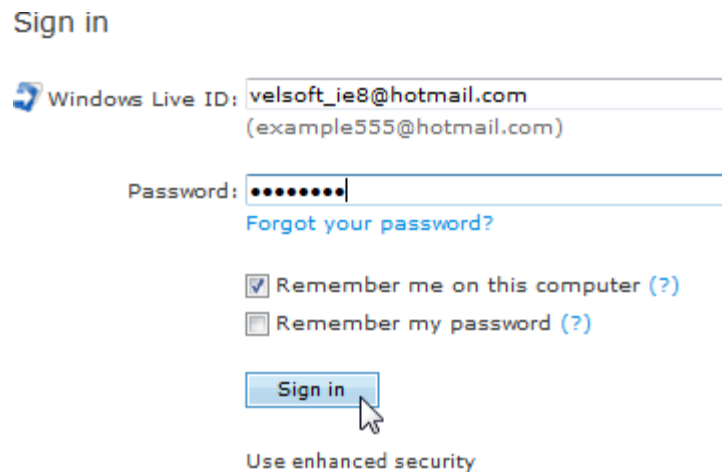 Sign in
Windows Live ID: velsoft_ie8@hotmail.com
(example555@hotmail.com)
Password: ••••••••
Forgot your password?
Remember me on this computer (?)
Remember my password (?)
Sign in
Use enhanced security